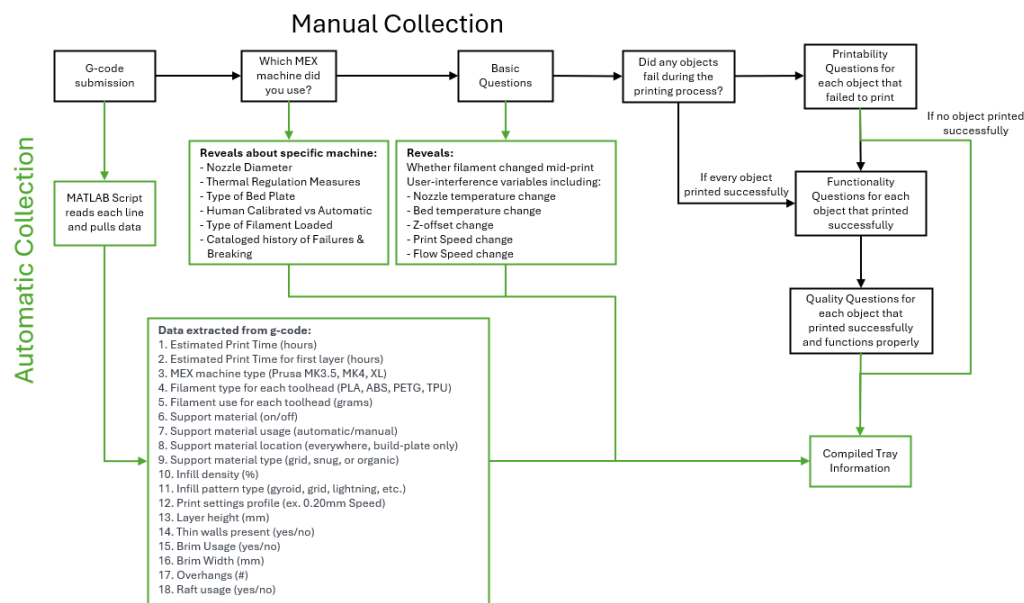 Manual Collection
Automatic Collection
G-code
submission
Which MEX
machine did
you use?
Basic
Questions
Did any objects
fail during the
printing process?
Printability
Questions for
each object that
failed to print
If no object printed
successfully
If every object
printed successfully
Functionality
Questions for each
object that printed
successfully
Quality Questions for
each object that
printed successfully
and functions properly
MATLAB Script
reads each line
and pulls data
Reveals about specific machine:
- Nozzle Diameter
- Thermal Regulation Measures
- Type of Bed Plate
- Human Calibrated vs Automatic
- Type of Filament Loaded
- Cataloged history of Failures &
Breaking
Reveals:
Whether filament changed mid-print
User-interference variables including:
- Nozzle temperature change
- Bed temperature change
- Z-offset change
- Print Speed change
- Flow Speed change
Data extracted from g-code:
1. Estimated Print Time (hours)
2. Estimated Print Time for first layer (hours)
3. MEX machine type (Prusa MK3.5, MK4, XL)
4. Filament type for each toolhead (PLA, ABS, PETG, TPU)
5. Filament use for each toolhead (grams)
6. Support material (on/off)
7. Support material usage (automatic/manual)
8. Support material location (everywhere, build-plate only)
9. Support material type (grid, snug, or organic)
10. Infill density (%)
11. Infill pattern type (gyroid, grid, lightning, etc.)
12. Print settings profile (ex. 0.20mm Speed)
13. Layer height (mm)
14. Thin walls present (yes/no)
15. Brim Usage (yes/no)
16. Brim Width (mm)
17. Overhangs (#)
18. Raft usage (yes/no)
Compiled Tray
Information